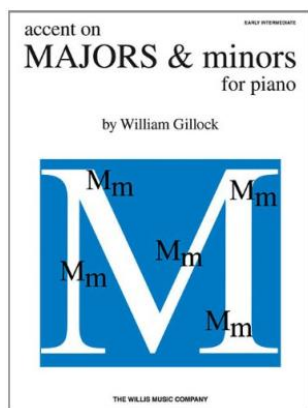 EARLY INTERMEDIATE
accent on
MAJORS & minors
for piano
by William Gillock
M
Mm
Mm
Mm
Mm
Mm
THE WILLIS MUSIC COMPANY